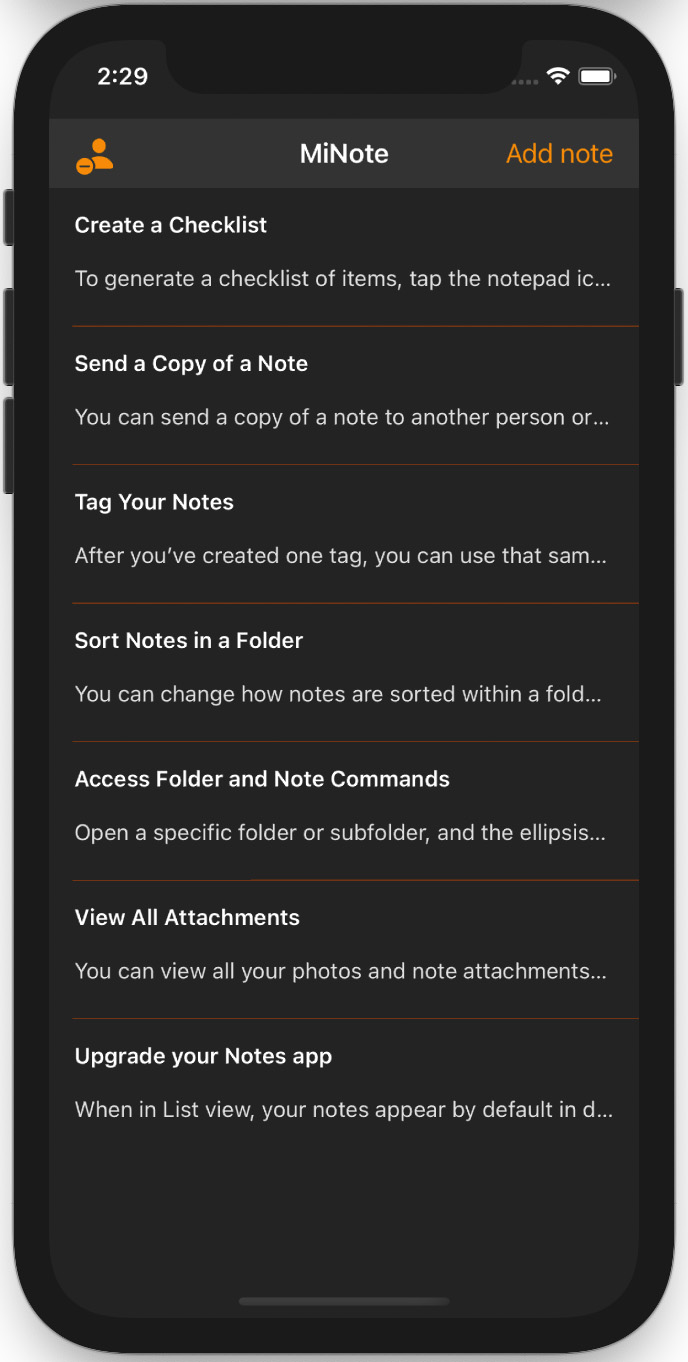 2:29
MiNote
Add note
Create a Checklist
To generate a checklist of items, tap the notepad ic...
Send a Copy of a Note
You can send a copy of a note to another person or...
Tag Your Notes
After you’ve created one tag, you can use that sam...
Sort Notes in a Folder
You can change how notes are sorted within a fold...
Access Folder and Note Commands
Open a specific folder or subfolder, and the ellipsis...
View All Attachments
You can view all your photos and note attachments...
Upgrade your Notes app
When in List view, your notes appear by default in d...